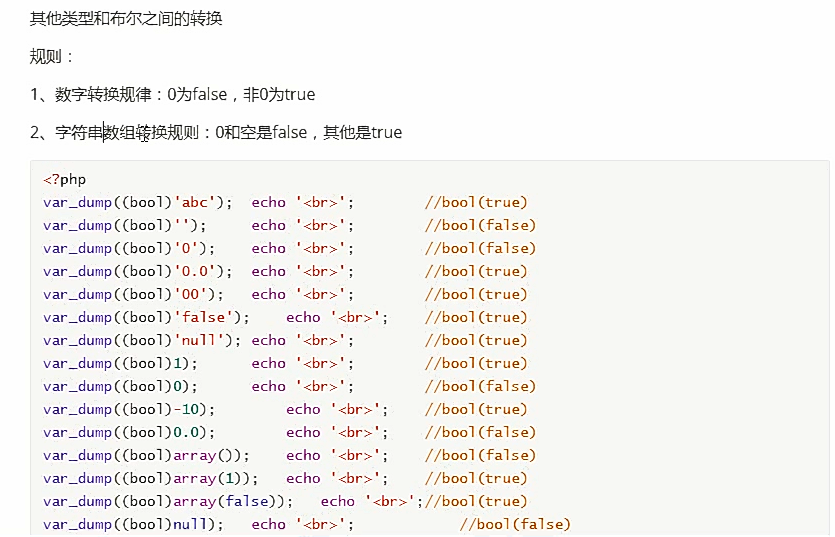 其他类型和布尔之间的转换
规则：
1、数字转换规律：0为false，非0为true
2、字符串数组转换规则：0和空是false，其他是true
<?php
var_dump((bool)'abc');  echo '<br>';        //bool(true)
var_dump((bool)'');     echo '<br>';        //bool(false)
var_dump((bool)'0');    echo '<br>';        //bool(false)
var_dump((bool)'0.0');  echo '<br>';        //bool(true)
var_dump((bool)'00');   echo '<br>';        //bool(true)
var_dump((bool)'false');    echo '<br>';    //bool(true)
var_dump((bool)'null'); echo '<br>';        //bool(true)
var_dump((bool)1);      echo '<br>';        //bool(true)
var_dump((bool)0);      echo '<br>';        //bool(false)
var_dump((bool)-10);        echo '<br>';    //bool(true)
var_dump((bool)0.0);        echo '<br>';    //bool(false)
var_dump((bool)array());    echo '<br>';    //bool(false)
var_dump((bool)array(1));   echo '<br>';    //bool(true)
var_dump((bool)array(false));   echo '<br>';//bool(true)
var_dump((bool)null);   echo '<br>';            //bool(false)